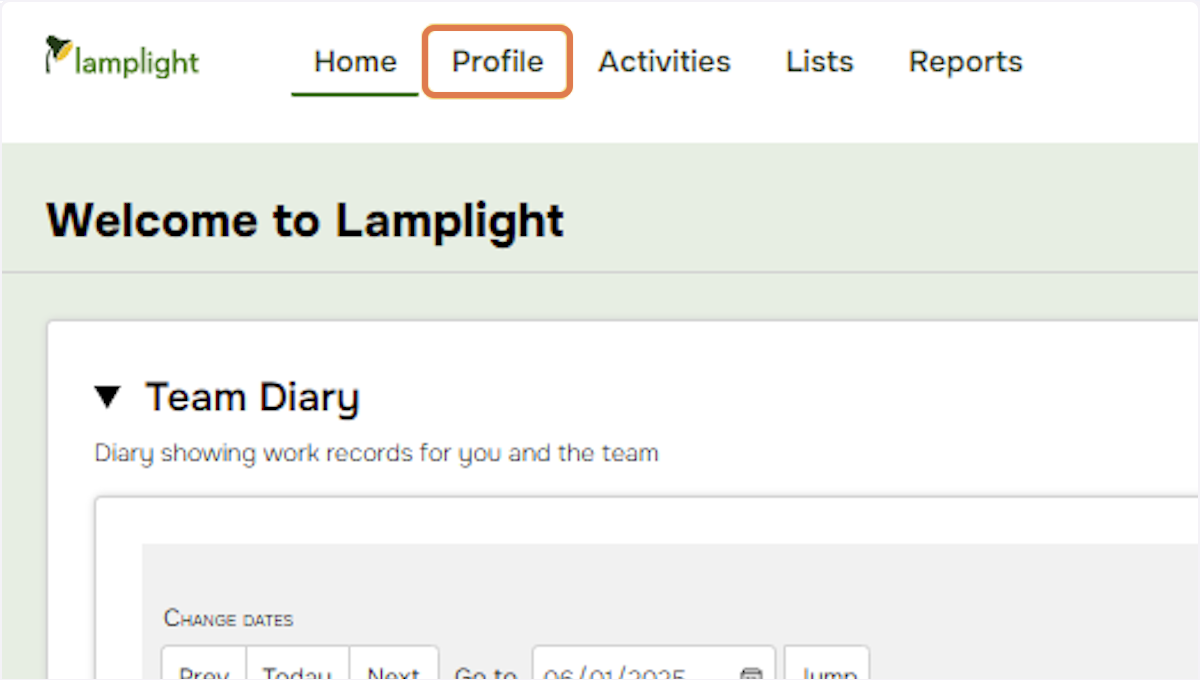 lamplight Home Profile Activities Lists Reports
Welcome to Lamplight
Team Diary
Diary showing work records for you and the team
Change dates
Prev Today Next Go to 06/01/2025 Jump